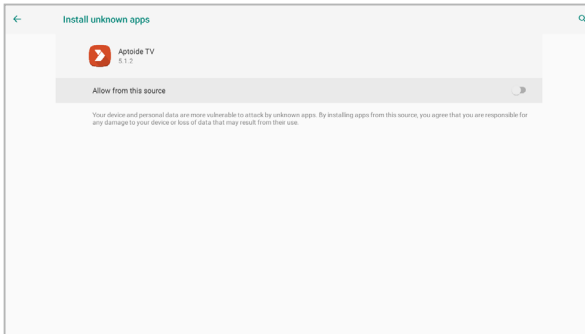 Install unknown apps
Aptoide TV
5.1.2
Allow from this source
Your device and personal data are more vulnerable to attack by unknown apps. By installing apps from this source, you agree that you are responsible for
any damage to your device or loss of data that may result from their use.